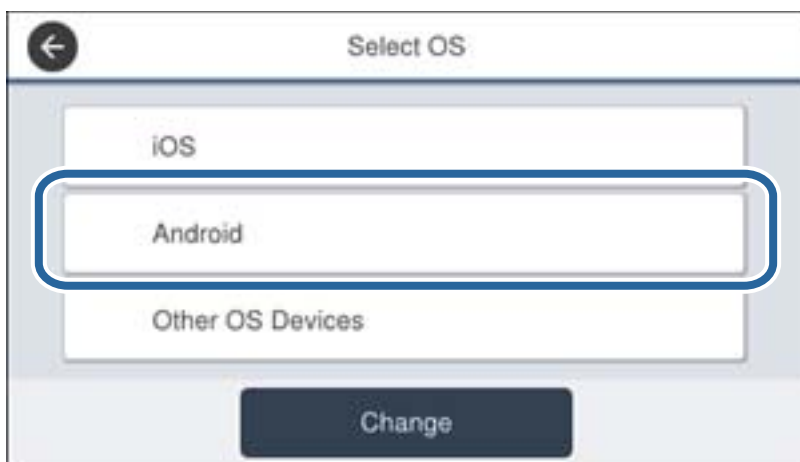 Select OS
iOS
Android
Other OS Devices
Change